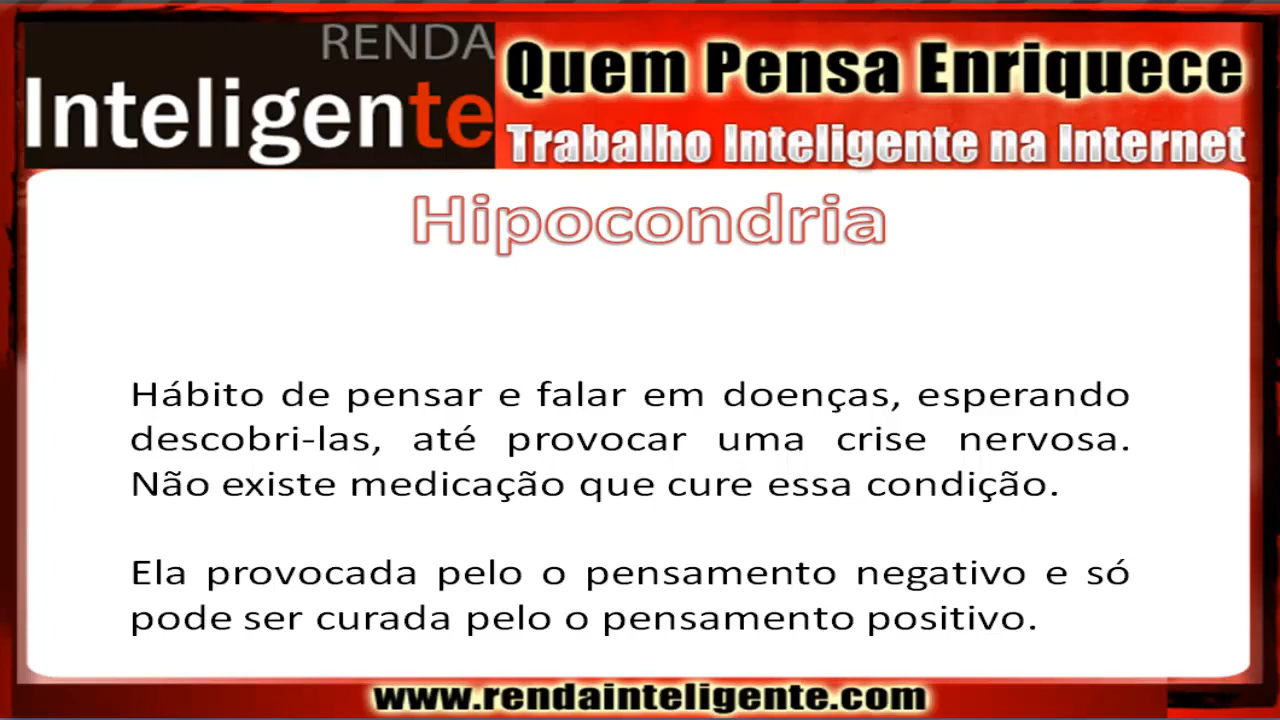 RENDA
Inteligente
Quem Pensa Enriquece
Trabalho Inteligente na Internet
Hipocondria
Hábito de pensar e falar em doenças, esperando
descobri-las, até provocar uma crise nervosa.
Não existe medicação que cure essa condição.
Ela provocada pelo o pensamento negativo e só
pode ser curada pelo o pensamento positivo.
www.rendainteligente.com